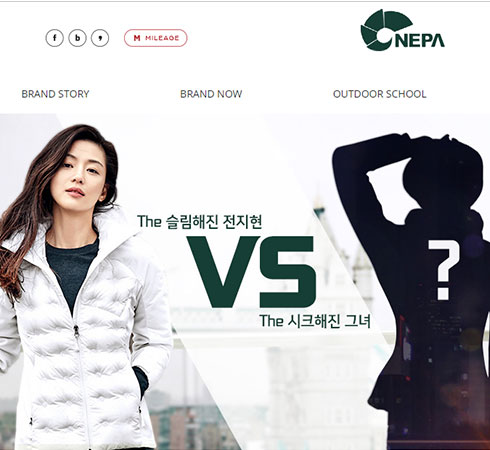 f b ,
M MILEAGE
NEPA
BRAND STORY BRAND NOW OUTDOOR SCHOOL
The 슬림해진 전지현
VS
The 시크해진 그녀
?